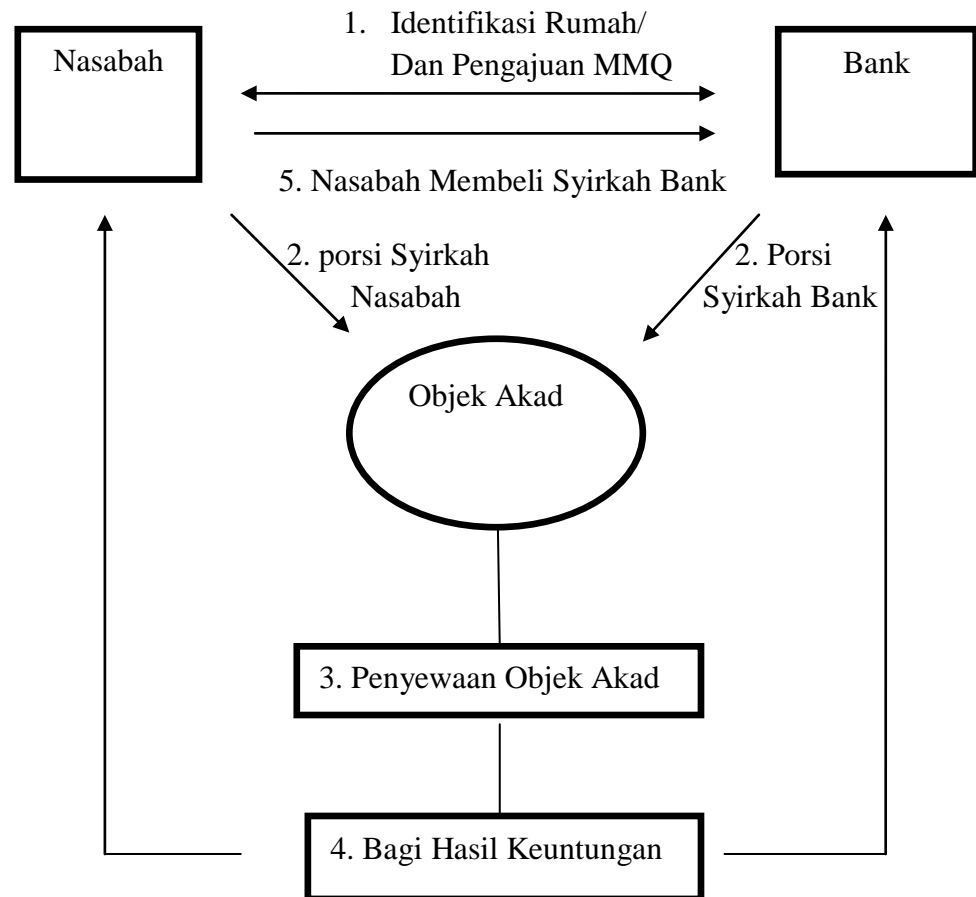 Nasabah
1. Identifikasi Rumah/
Dan Pengajuan MMQ
Bank
5. Nasabah Membeli Syirkah Bank
2. porsi Syirkah
Nasabah
2. Porsi
Syirkah Bank
Objek Akad
3. Penyewaan Objek Akad
4. Bagi Hasil Keuntungan